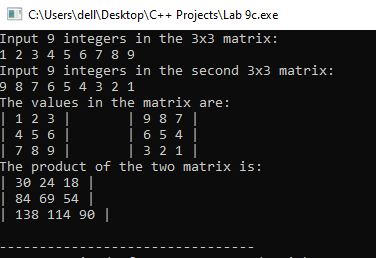 C:\Users\dell\Desktop\C++ Projects\Lab 9c.exe
Input 9 integers in the 3x3 matrix:
1 2 3 4 5 6 7 8 9
Input 9 integers in the second 3x3 matrix:
9 8 7 6 5 4 3 2 1
The values in the matrix are:
| 1 2 3 |       | 9 8 7 |
| 4 5 6 |       | 6 5 4 |
| 7 8 9 |       | 3 2 1 |
The product of the two matrix is:
| 30 24 18 |
| 84 69 54 |
| 138 114 90 |
--------------------------------